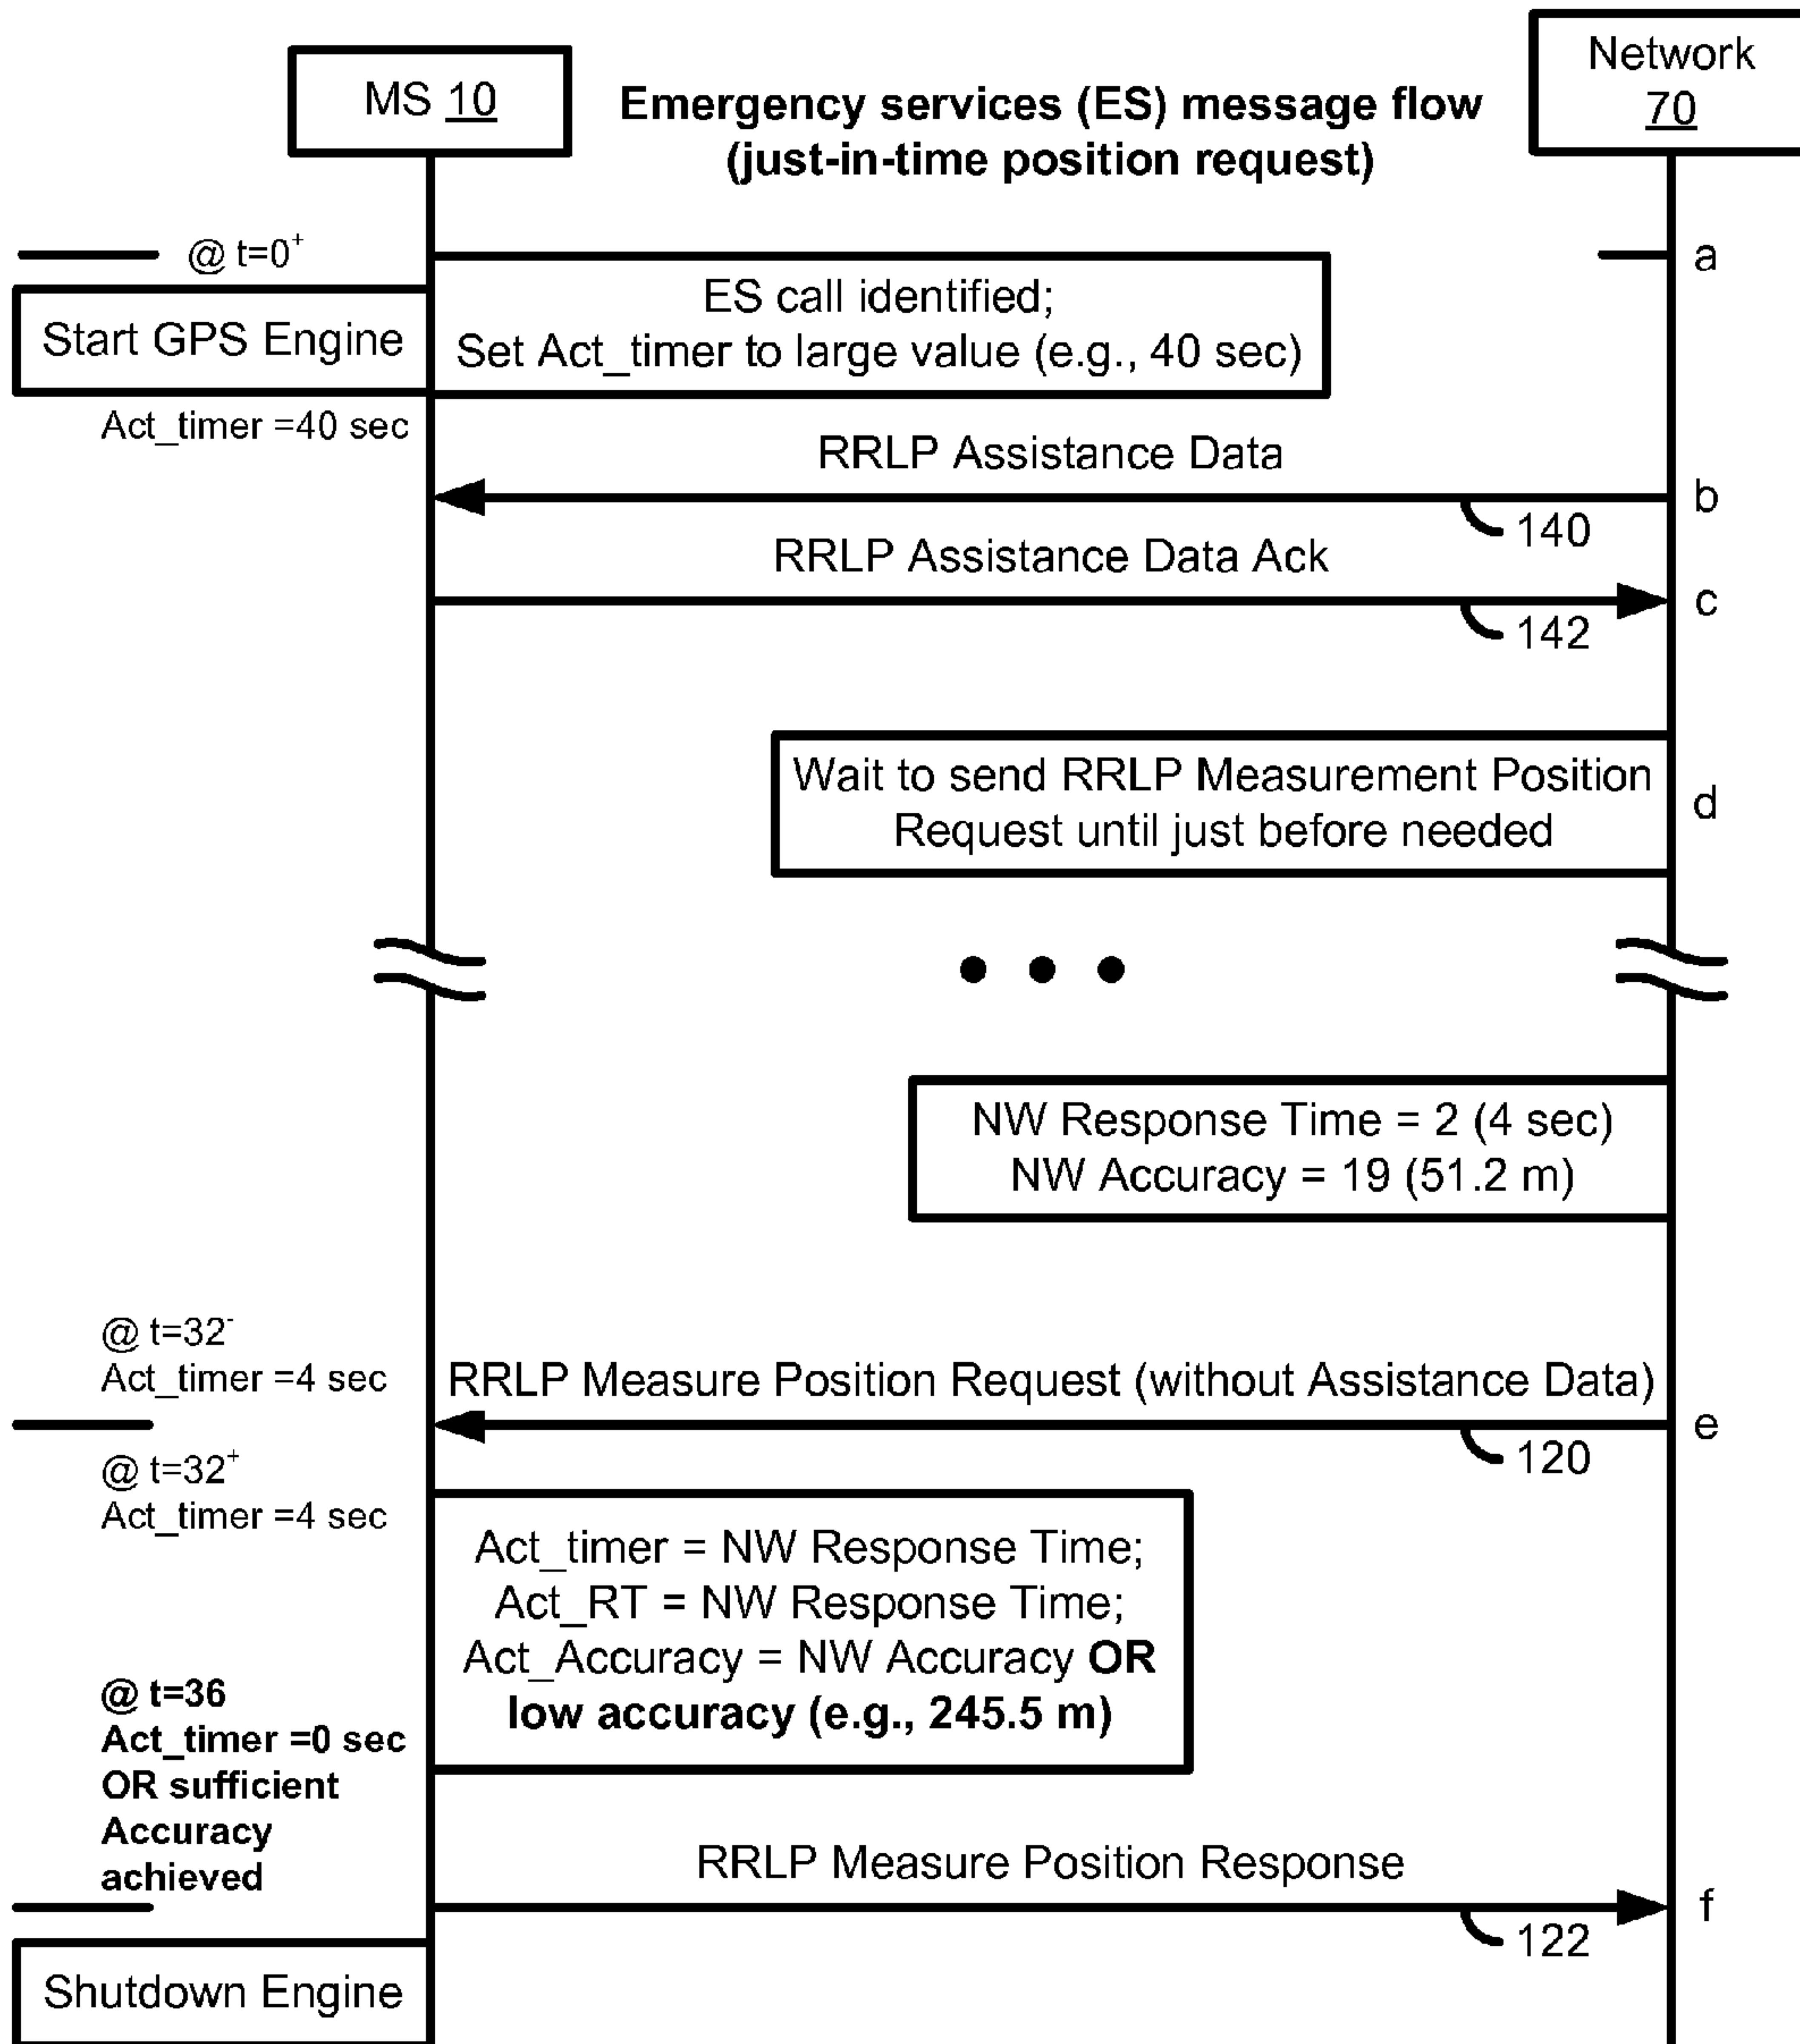 MS 10
Network
70
Emergency services (ES) message flow
(just-in-time position request)
@ t=0⁺
a
ES call identified;
Set Act_timer to large value (e.g., 40 sec)
Start GPS Engine
Act_timer =40 sec
RRLP Assistance Data
b
140
RRLP Assistance Data Ack
c
142
Wait to send RRLP Measurement Position
Request until just before needed
d
NW Response Time = 2 (4 sec)
NW Accuracy = 19 (51.2 m)
@ t=32⁻
Act_timer =4 sec
RRLP Measure Position Request (without Assistance Data)
e
120
@ t=32⁺
Act_timer =4 sec
Act_timer = NW Response Time;
Act_RT = NW Response Time;
Act_Accuracy = NW Accuracy OR
low accuracy (e.g., 245.5 m)
@ t=36
Act_timer =0 sec
OR sufficient
Accuracy
achieved
RRLP Measure Position Response
f
122
Shutdown Engine